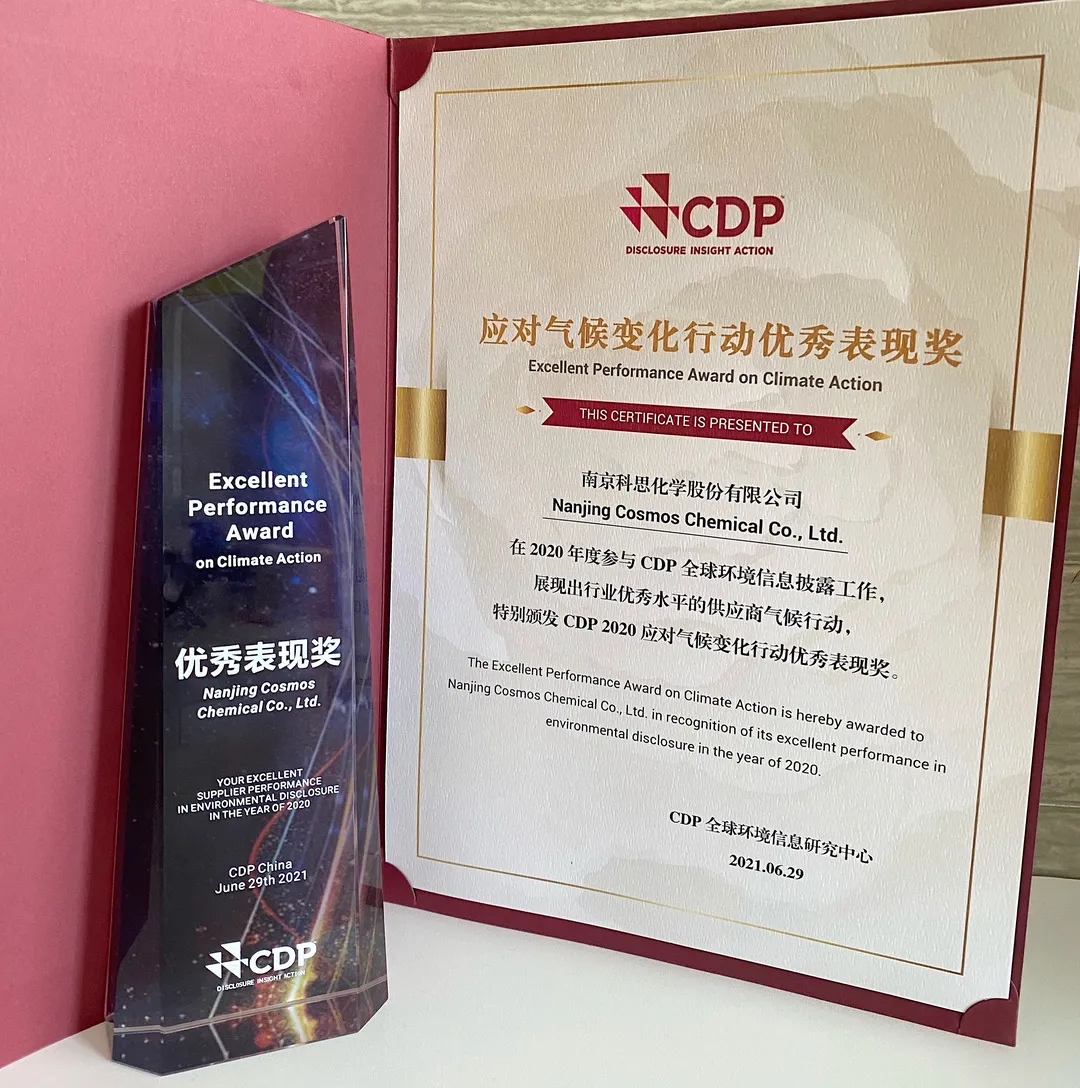 Excellent
Performance
Award
on Climate Action
优秀表现奖
Nanjing Cosmos
Chemical Co., Ltd.
YOUR EXCELLENT
SUPPLIER PERFORMANCE
IN ENVIRONMENTAL DISCLOSURE
IN THE YEAR OF 2020
CDP China
June 29th 2021
CDP
DISCLOSURE INSIGHT ACTION
CDP
DISCLOSURE INSIGHT ACTION
应对气候变化行动优秀表现奖
Excellent Performance Award on Climate Action
THIS CERTIFICATE IS PRESENTED TO
南京科思化学股份有限公司
Nanjing Cosmos Chemical Co., Ltd.
在 2020 年度参与 CDP 全球环境信息披露工作，
展现出行业优秀水平的供应商气候行动，
特别颁发 CDP 2020 应对气候变化行动优秀表现奖。
The Excellent Performance Award on Climate Action is hereby awarded to
Nanjing Cosmos Chemical Co., Ltd. in recognition of its excellent performance in
environmental disclosure in the year of 2020.
CDP 全球环境信息研究中心
2021.06.29